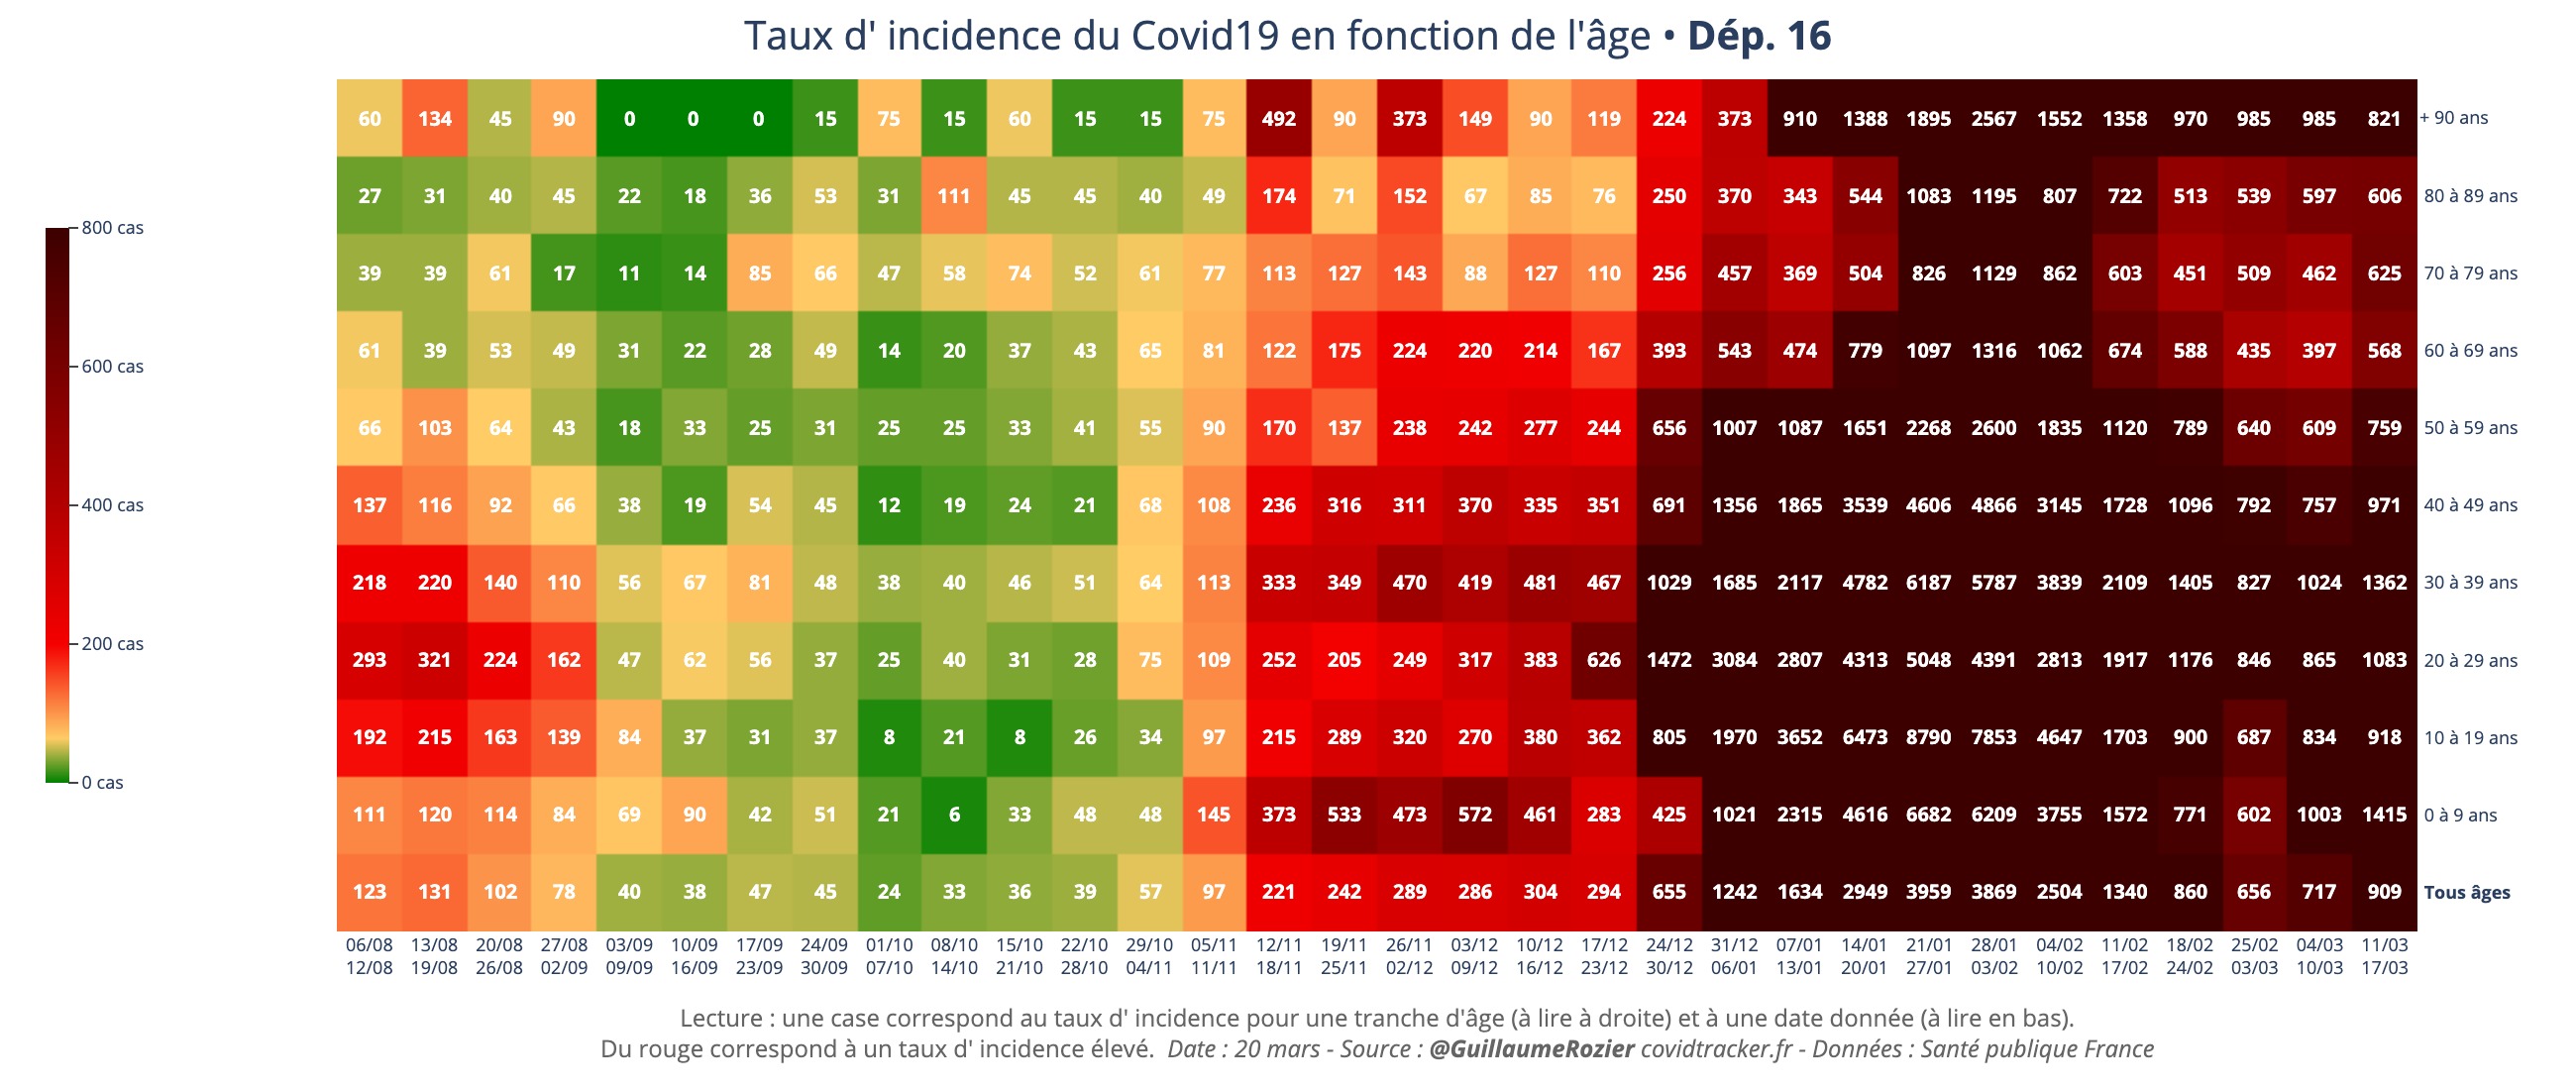 Taux d' incidence du Covid19 en fonction de l'âge • Dép. 16
60 134 45 90 0 0 0 15 75 15 60 15 15 75 492 90 373 149 90 119 224 373 910 1388 1895 2567 1552 1358 970 985 985 821 + 90 ans
27 31 40 45 22 18 36 53 31 111 45 45 40 49 174 71 152 67 85 76 250 370 343 544 1083 1195 807 722 513 539 597 606 80 à 89 ans
800 cas
39 39 61 17 11 14 85 66 47 58 74 52 61 77 113 127 143 88 127 110 256 457 369 504 826 1129 862 603 451 509 462 625 70 à 79 ans
61 39 53 49 31 22 28 49 14 20 37 43 65 81 122 175 224 220 214 167 393 543 474 779 1097 1316 1062 674 588 435 397 568 60 à 69 ans
600 cas
66 103 64 43 18 33 25 31 25 25 33 41 55 90 170 137 238 242 277 244 656 1007 1087 1651 2268 2600 1835 1120 789 640 609 759 50 à 59 ans
400 cas
137 116 92 66 38 19 54 45 12 19 24 21 68 108 236 316 311 370 335 351 691 1356 1865 3539 4606 4866 3145 1728 1096 792 757 971 40 à 49 ans
218 220 140 110 56 67 81 48 38 40 46 51 64 113 333 349 470 419 481 467 1029 1685 2117 4782 6187 5787 3839 2109 1405 827 1024 1362 30 à 39 ans
200 cas
293 321 224 162 47 62 56 37 25 40 31 28 75 109 252 205 249 317 383 626 1472 3084 2807 4313 5048 4391 2813 1917 1176 846 865 1083 20 à 29 ans
192 215 163 139 84 37 31 37 8 21 8 26 34 97 215 289 320 270 380 362 805 1970 3652 6473 8790 7853 4647 1703 900 687 834 918 10 à 19 ans
0 cas
111 120 114 84 69 90 42 51 21 6 33 48 48 145 373 533 473 572 461 283 425 1021 2315 4616 6682 6209 3755 1572 771 602 1003 1415 0 à 9 ans
123 131 102 78 40 38 47 45 24 33 36 39 57 97 221 242 289 286 304 294 655 1242 1634 2949 3959 3869 2504 1340 860 656 717 909 Tous âges
06/08 13/08 20/08 27/08 03/09 10/09 17/09 24/09 01/10 08/10 15/10 22/10 29/10 05/11 12/11 19/11 26/11 03/12 10/12 17/12 24/12 31/12 07/01 14/01 21/01 28/01 04/02 11/02 18/02 25/02 04/03 11/03
12/08 19/08 26/08 02/09 09/09 16/09 23/09 30/09 07/10 14/10 21/10 28/10 04/11 11/11 18/11 25/11 02/12 09/12 16/12 23/12 30/12 06/01 13/01 20/01 27/01 03/02 10/02 17/02 24/02 03/03 10/03 17/03
Lecture : une case correspond au taux d' incidence pour une tranche d'âge (à lire à droite) et à une date donnée (à lire en bas).
Du rouge correspond à un taux d' incidence élevé. Date : 20 mars - Source : @GuillaumeRozier covidtracker.fr - Données : Santé publique France